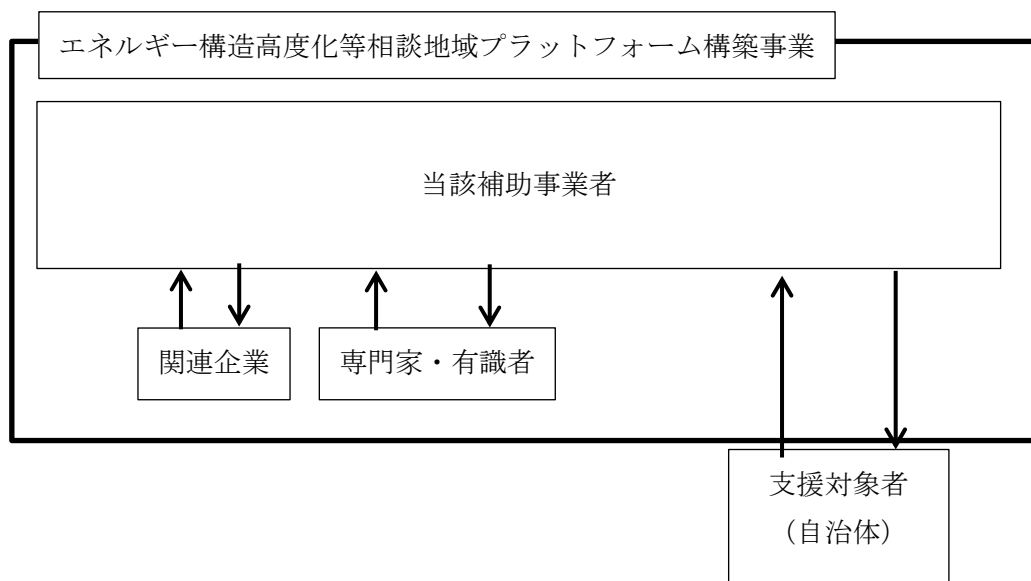 エネルギー構造高度化等相談地域プラットフォーム構築事業
当該補助事業者
関連企業
専門家・有識者
支援対象者
（自治体）